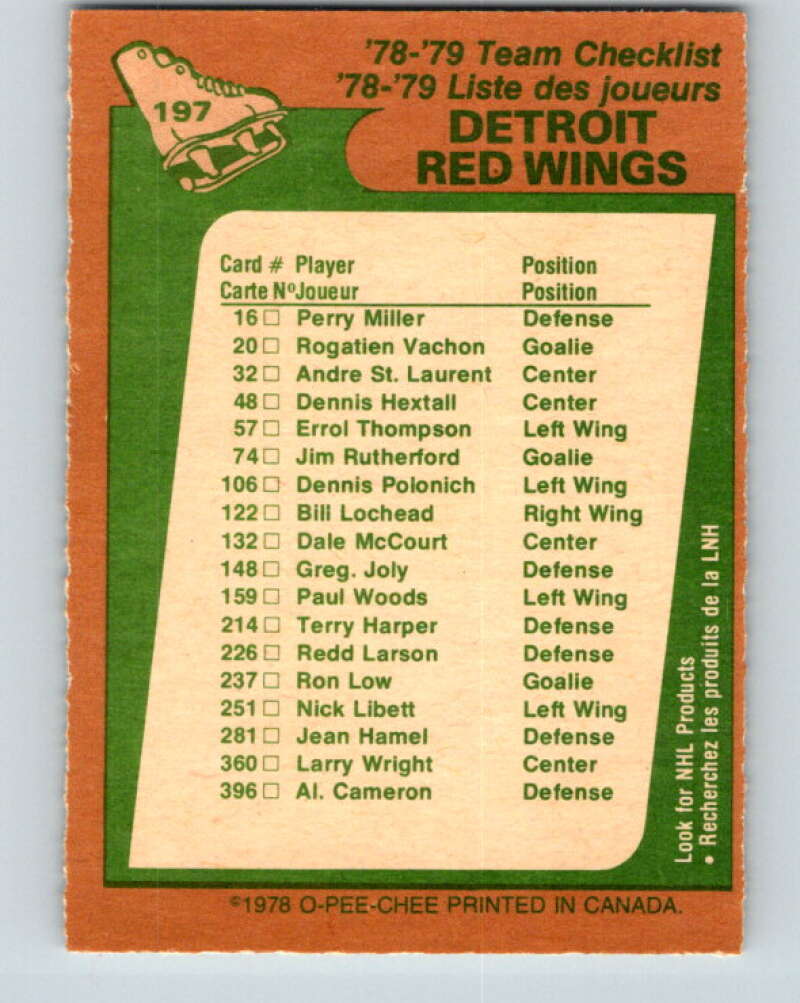 197
'78-'79 Team Checklist
'78-'79 Liste des joueurs
DETROIT
RED WINGS
Card # Player Position
Carte Nº Joueur Position
16 □ Perry Miller Defense
20 □ Rogatien Vachon Goalie
32 □ Andre St. Laurent Center
48 □ Dennis Hextall Center
57 □ Errol Thompson Left Wing
74 □ Jim Rutherford Goalie
106 □ Dennis Polonich Left Wing
122 □ Bill Lochead Right Wing
132 □ Dale McCourt Center
148 □ Greg. Joly Defense
159 □ Paul Woods Left Wing
214 □ Terry Harper Defense
226 □ Redd Larson Defense
237 □ Ron Low Goalie
251 □ Nick Libett Left Wing
281 □ Jean Hamel Defense
360 □ Larry Wright Center
396 □ Al. Cameron Defense
Look for NHL Products
• Recherchez les produits de la LNH
©1978 O-PEE-CHEE PRINTED IN CANADA.